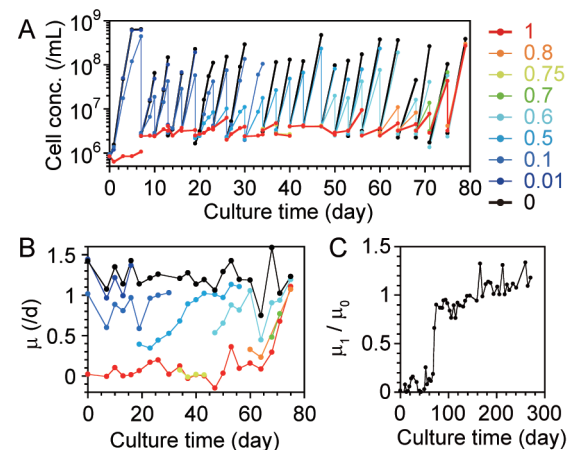 A
Cell conc. (/mL)
10⁹
10⁸
10⁷
10⁶
0 10 20 30 40 50 60 70 80
Culture time (day)
1
0.8
0.75
0.7
0.6
0.5
0.1
0.01
0
B
μ (/d)
1.5
1
0.5
0
0 20 40 60 80
Culture time (day)
C
μ₁ / μ₀
1.5
1
0.5
0
0 100 200 300
Culture time (day)